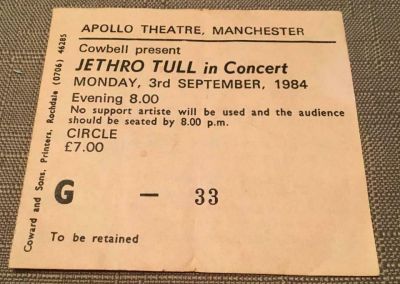 APOLLO THEATRE, MANCHESTER
Cowbell present
JETHRO TULL in Concert
MONDAY, 3rd SEPTEMBER, 1984
Evening 8.00
No support artiste will be used and the audience
should be seated by 8.00 p.m.
CIRCLE
£7.00
G — 33
To be retained
Coward and Sons. Printers, Rochdale (0706) 46285